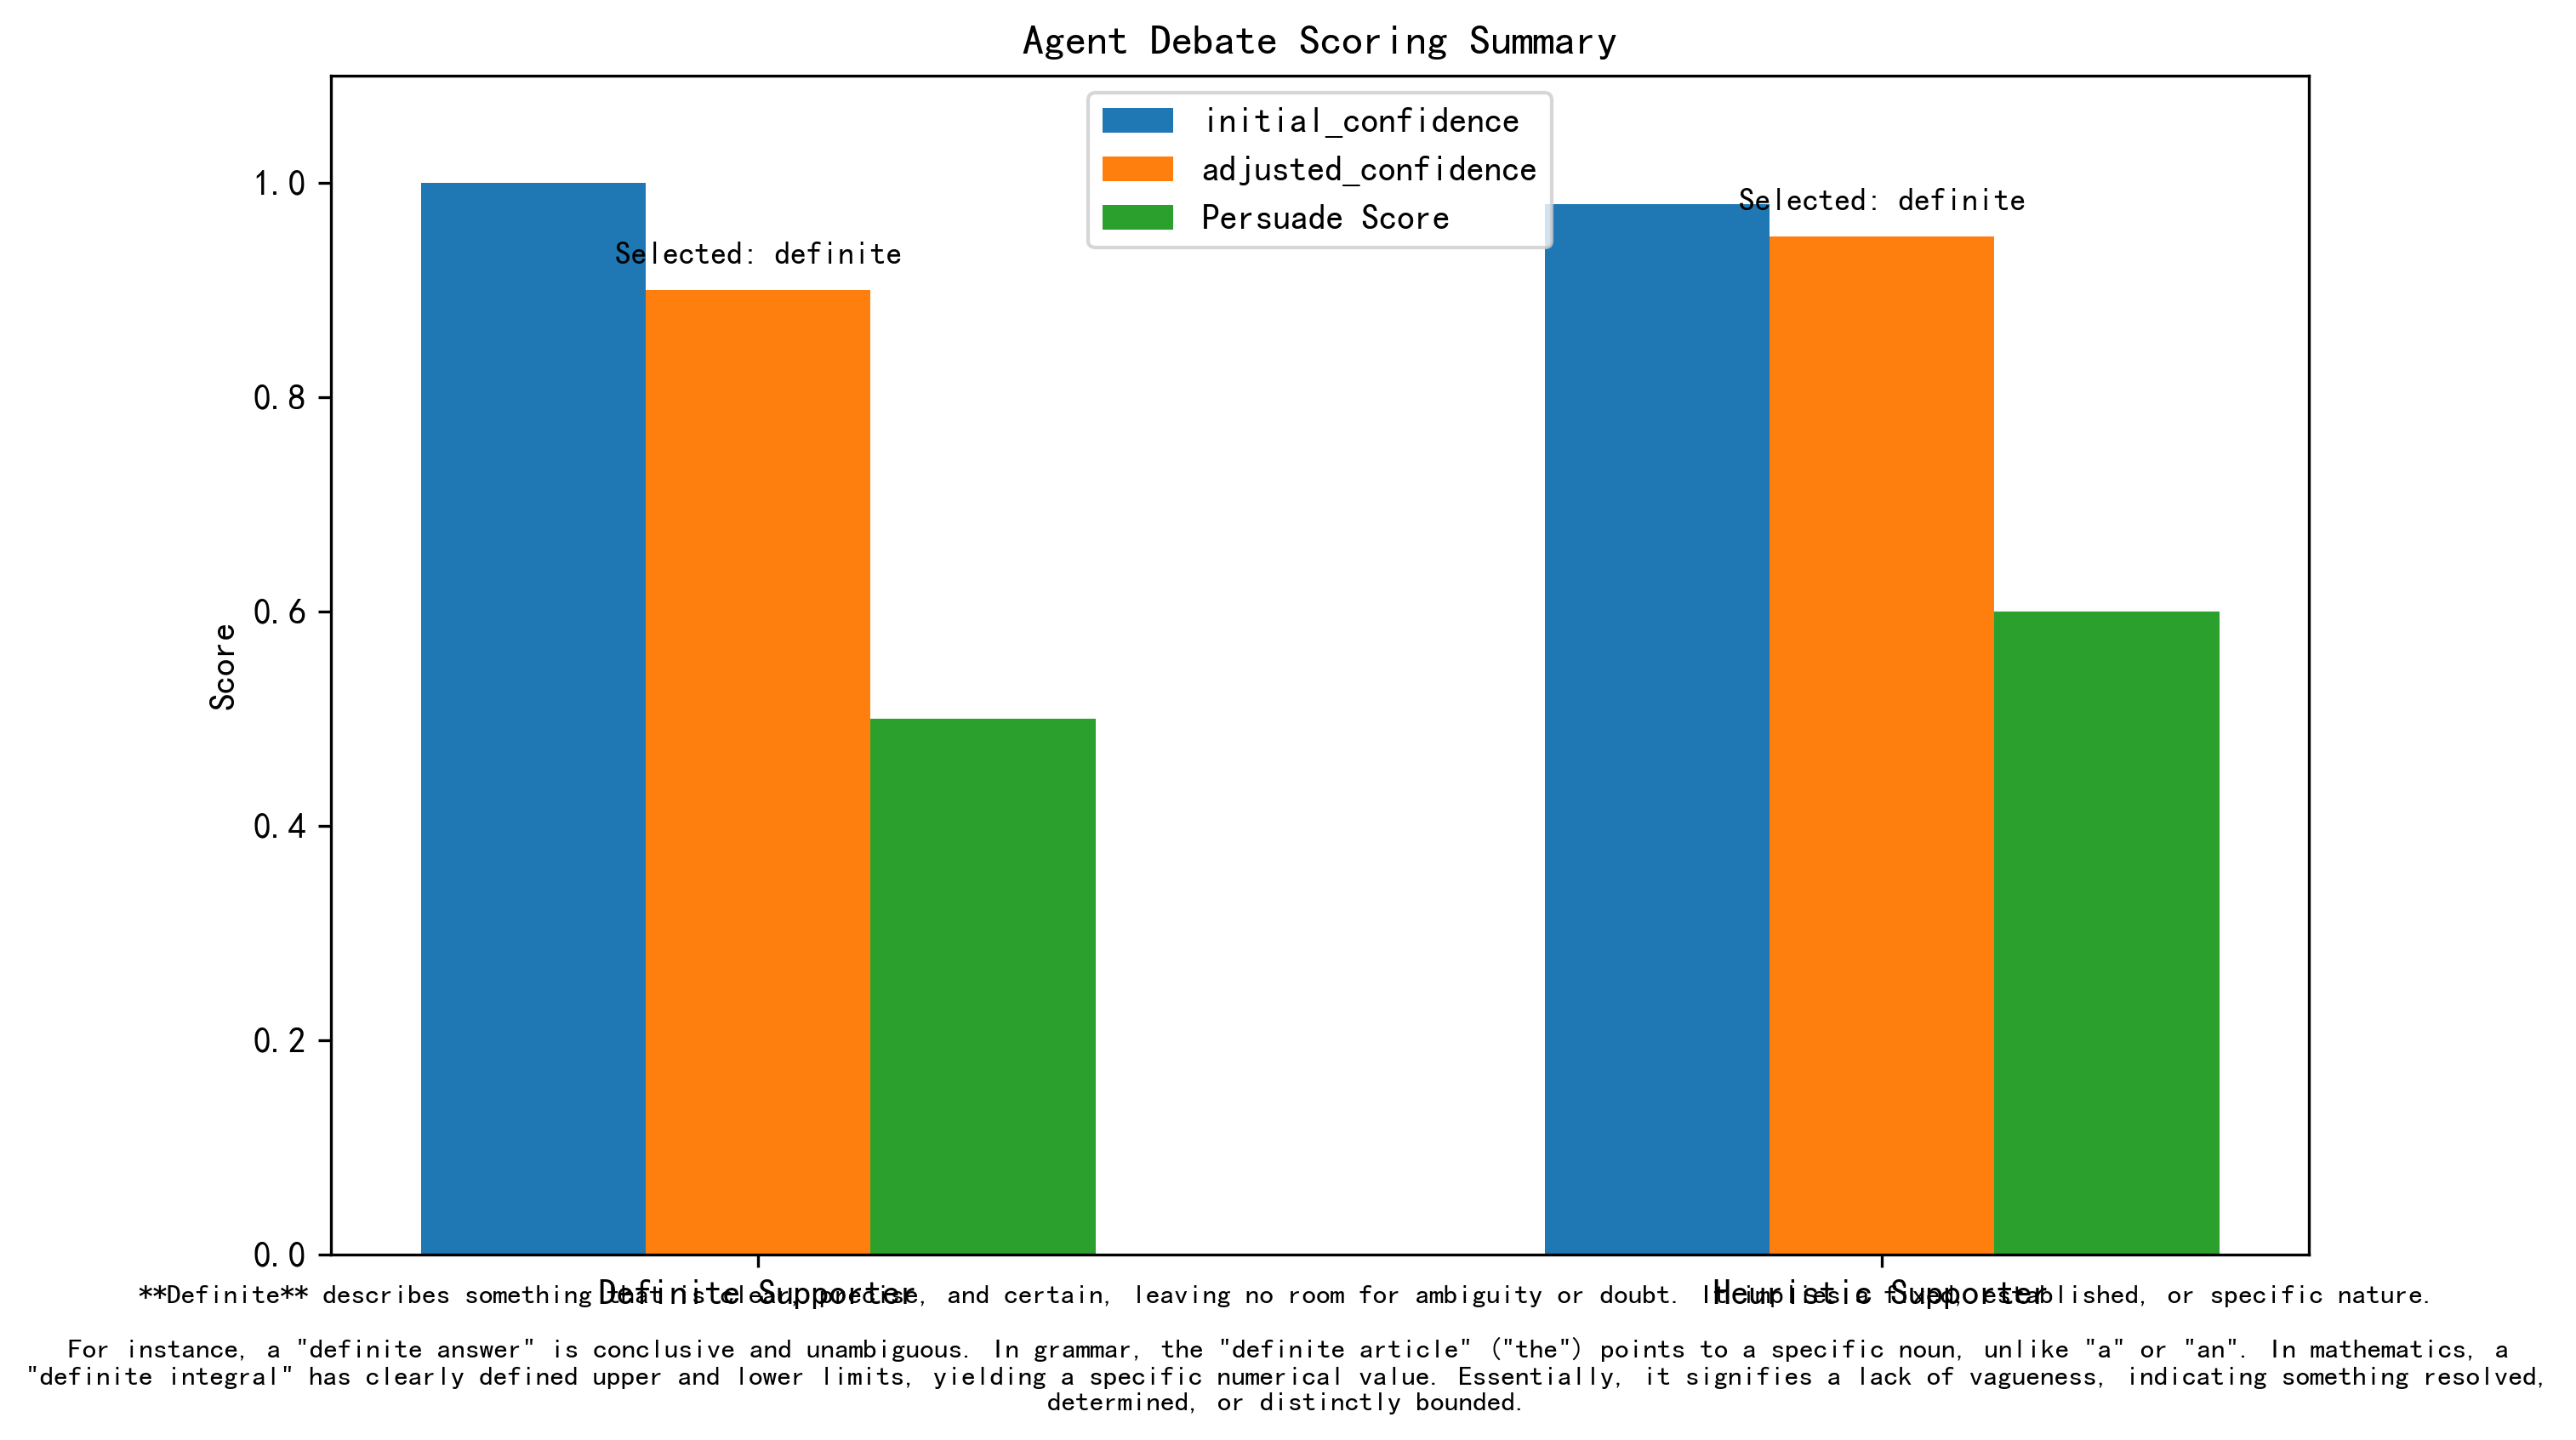 Agent Debate Scoring Summary
initial_confidence
adjusted_confidence
Persuade Score
Selected: definite
Selected: definite
1.0
0.8
0.6
0.4
0.2
0.0
Score
Definite Supporter
Heuristic Supporter
**Definite** describes something that is clear, precise, and certain, leaving no room for ambiguity or doubt. It implies a fixed, established, or specific nature.
For instance, a "definite answer" is conclusive and unambiguous. In grammar, the "definite article" ("the") points to a specific noun, unlike "a" or "an". In mathematics, a
"definite integral" has clearly defined upper and lower limits, yielding a specific numerical value. Essentially, it signifies a lack of vagueness, indicating something resolved,
determined, or distinctly bounded.